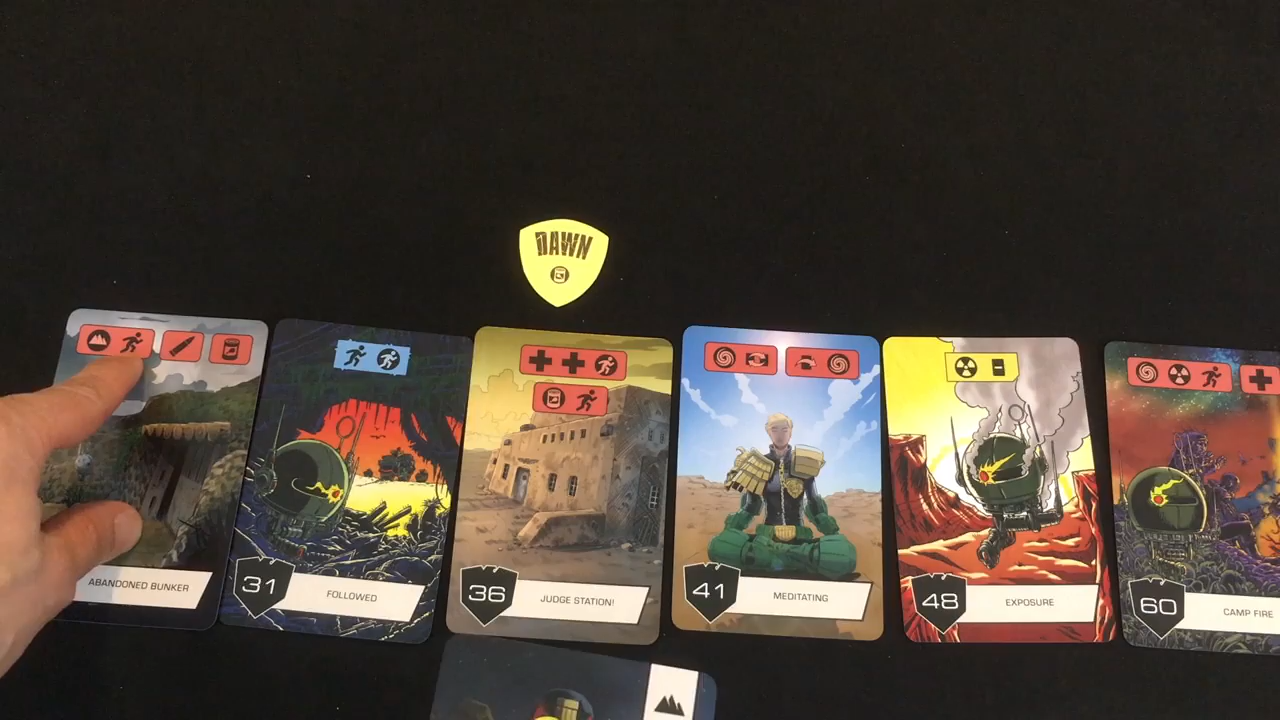 DAWN
ABANDONED BUNKER
31
FOLLOWED
36
JUDGE STATION!
41
MEDITATING
48
EXPOSURE
60
CAMP FIRE